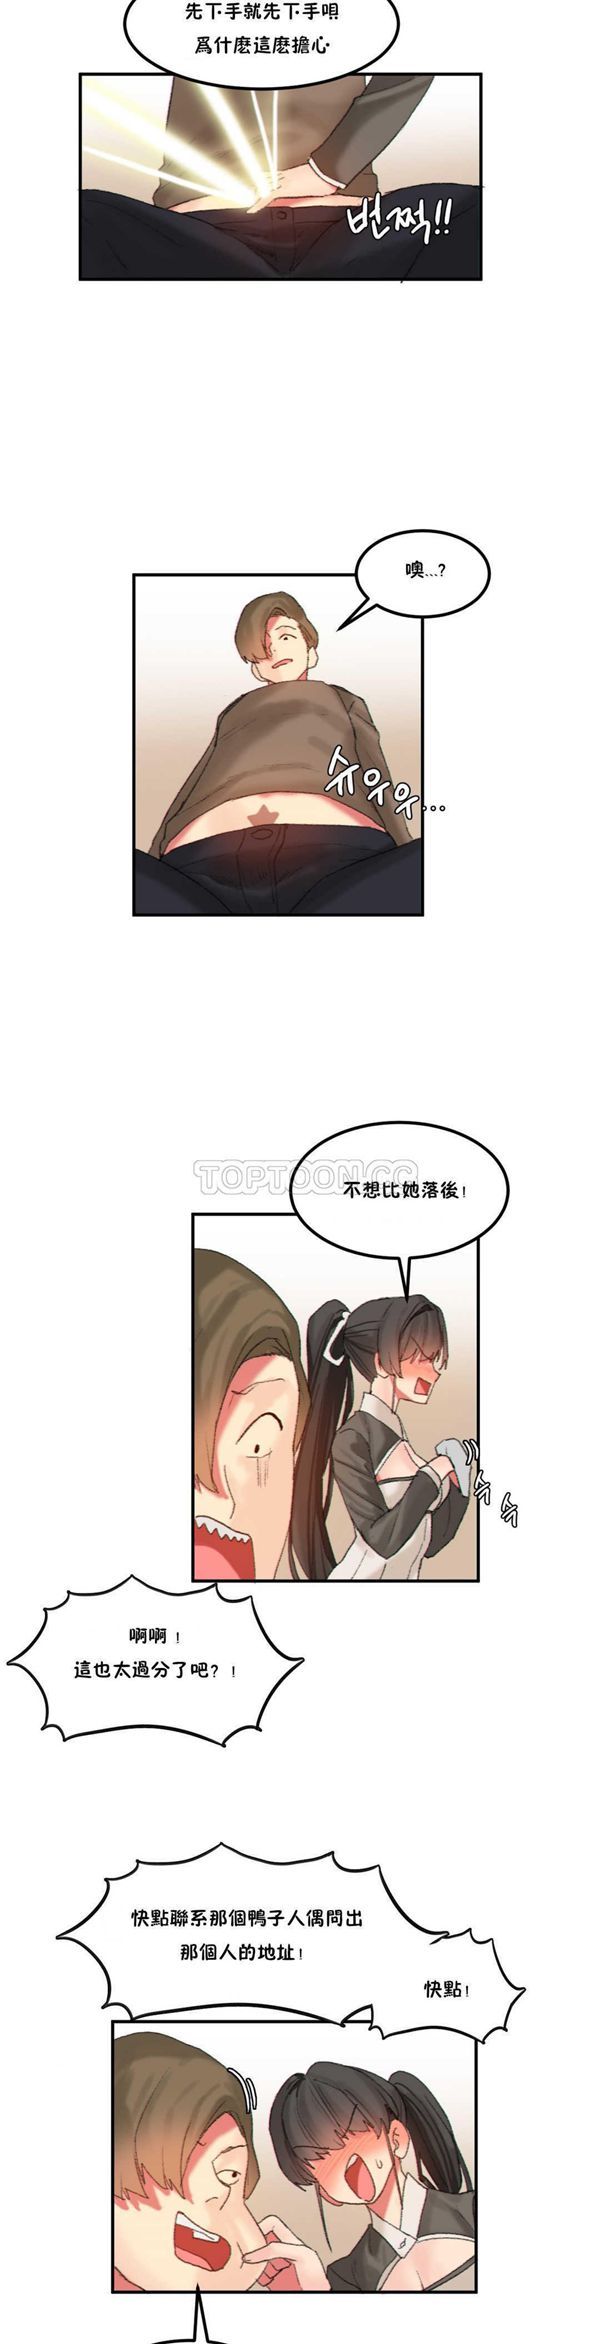 先下手就先下手唄
爲什麽這麽擔心
번쩍!!
噢...?
슈우우...
TOPTOON.CC
不想比她落後!
슥
슥
啊啊!
這也太過分了吧?!
快點聯系那個鴨子人偶問出
那個人的地址!
快點!